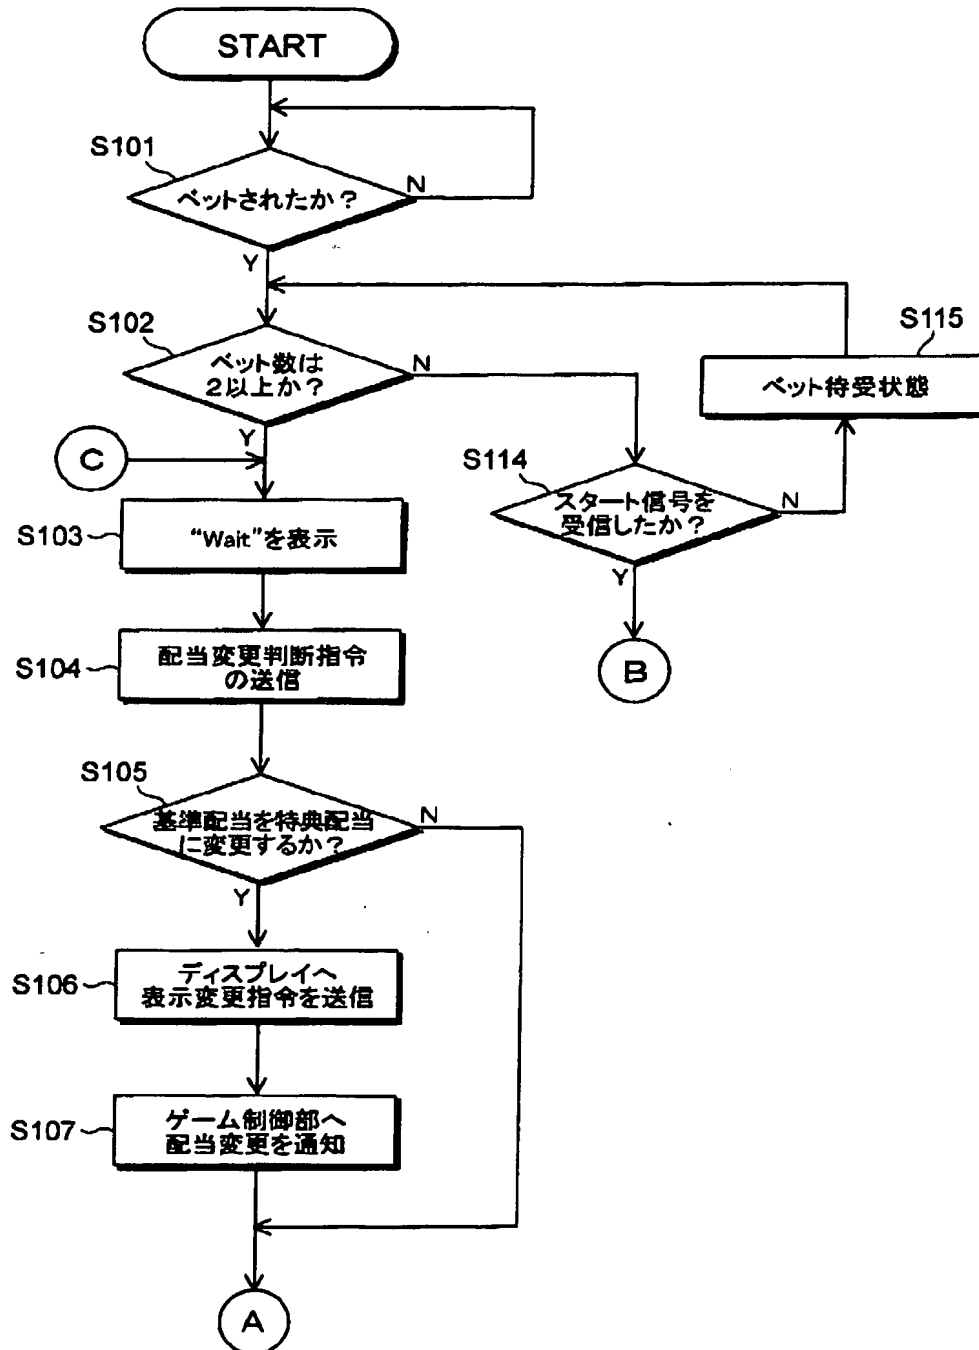 START
S101
ベットされたか？
N
Y
S102
ベット数は
2以上か？
N
Y
S115
ベット待受状態
C
S114
スタート信号を
受信したか？
N
Y
B
S103
“Wait”を表示
S104
配当変更判断指令
の送信
S105
基準配当を特典配当
に変更するか？
N
Y
S106
ディスプレイへ
表示変更指令を送信
S107
ゲーム制御部へ
配当変更を通知
A